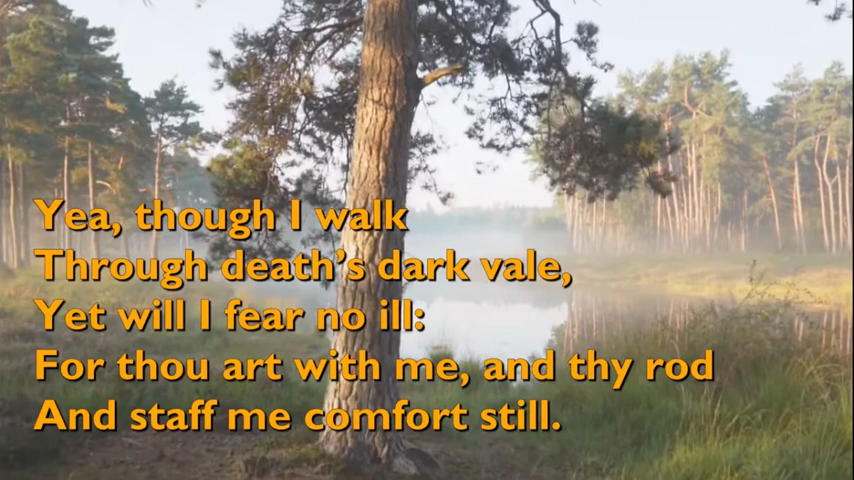 Yea, though I walk
Through death's dark vale,
Yet will I fear no ill:
For thou art with me, and thy rod
And staff me comfort still.